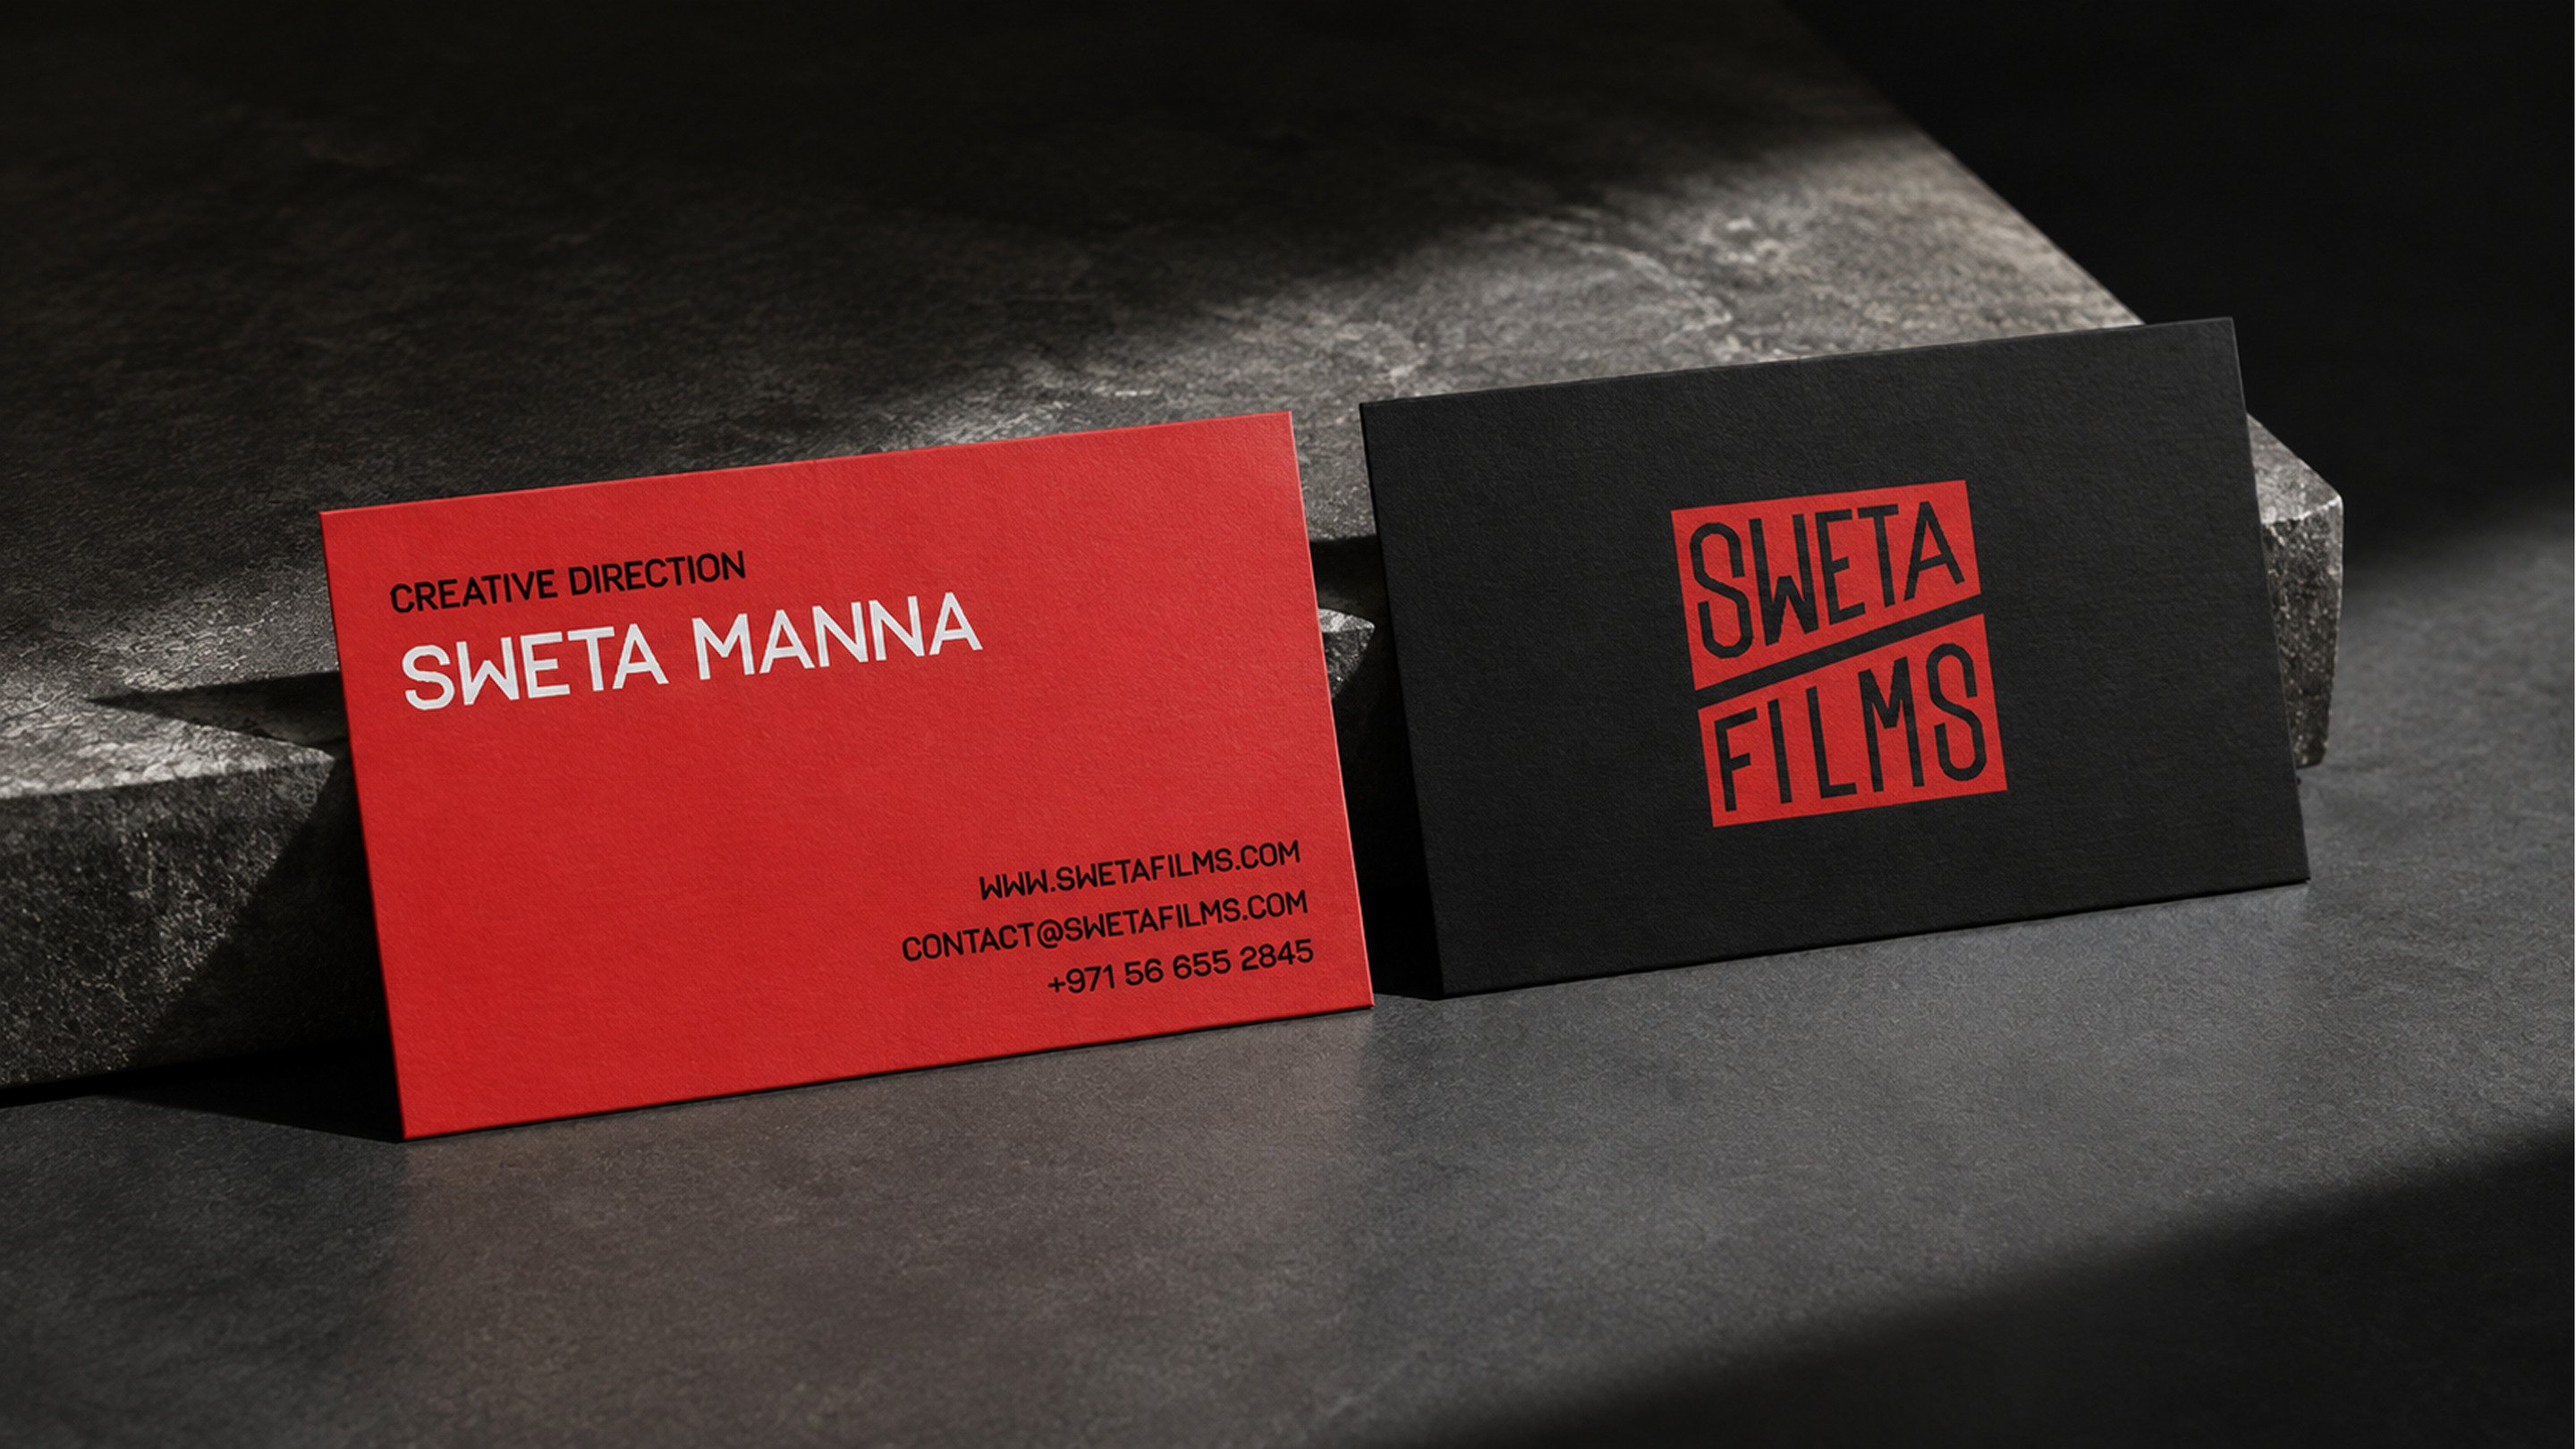 CREATIVE DIRECTION
SWETA MANNA
WWW.SWETAFILMS.COM
CONTACT@SWETAFILMS.COM
+971 56 655 2845
SWETA
FILMS